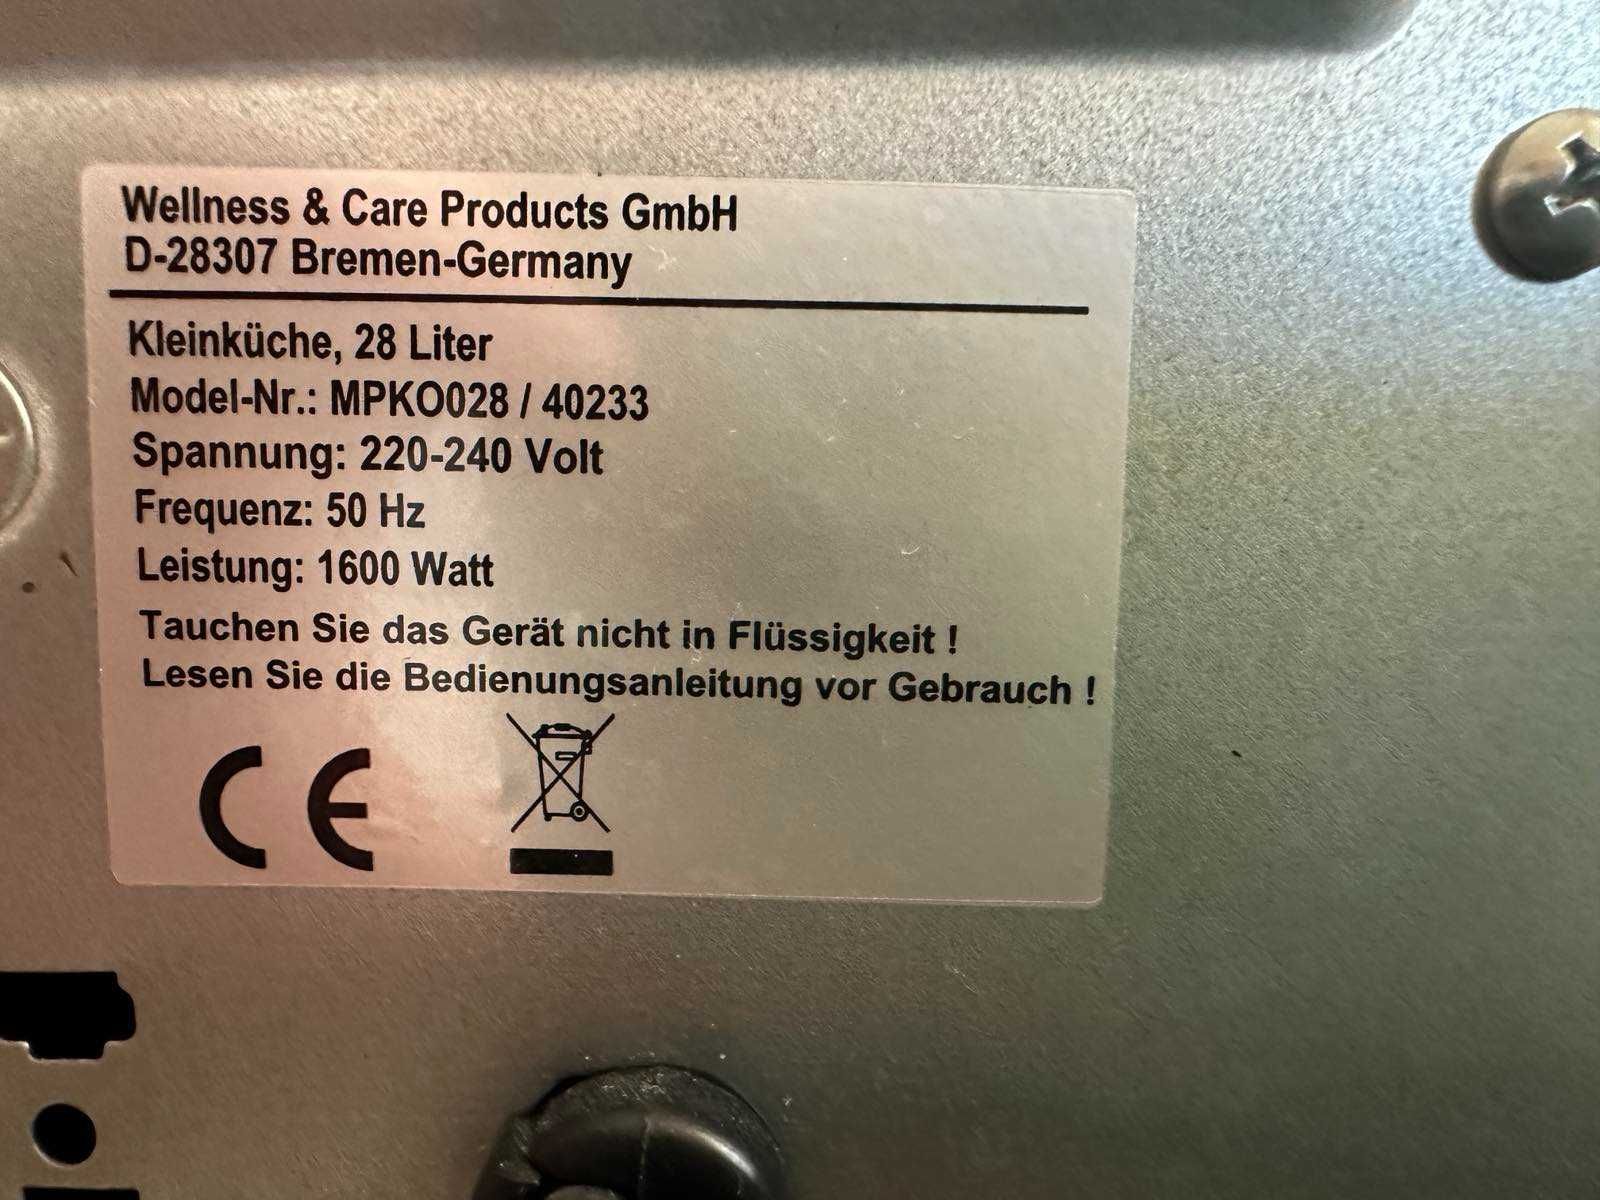 Wellness & Care Products GmbH
D-28307 Bremen-Germany
Kleinküche, 28 Liter
Model-Nr.: MPKO028 / 40233
Spannung: 220-240 Volt
Frequenz: 50 Hz
Leistung: 1600 Watt
Tauchen Sie das Gerät nicht in Flüssigkeit !
Lesen Sie die Bedienungsanleitung vor Gebrauch !
CE